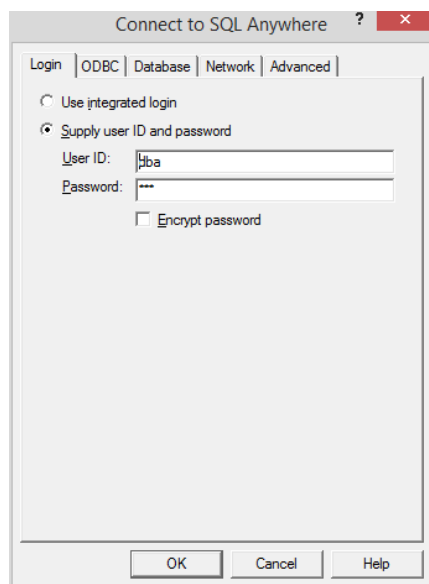 Connect to SQL Anywhere ? ×
Login ODBC Database Network Advanced
Use integrated login
Supply user ID and password
User ID: dba
Password: ***
Encrypt password
OK Cancel Help